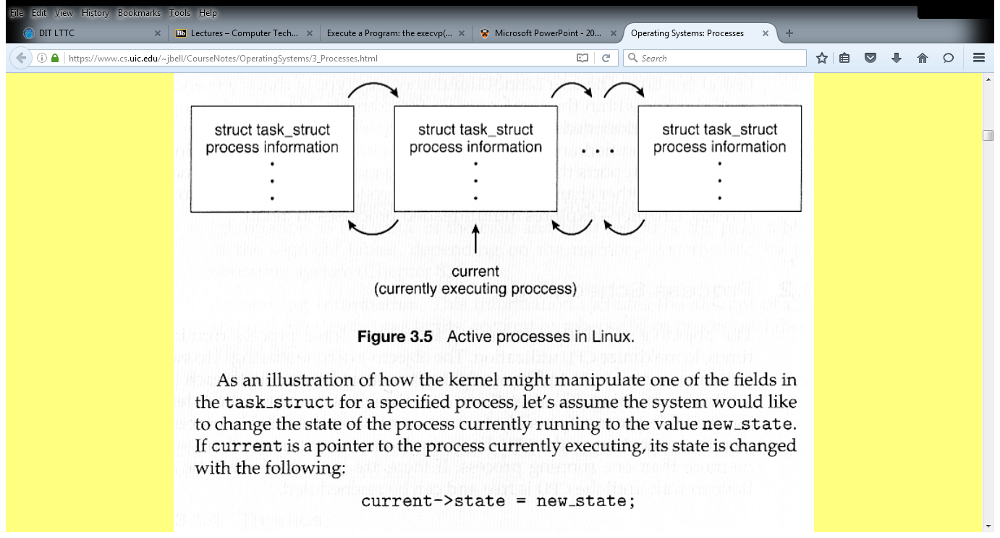 File Edit View History Bookmarks Tools Help
DIT LTTC × Bb Lectures – Computer Tech... × Execute a Program: the execvp(... × Microsoft PowerPoint - 20... × Operating Systems: Processes × +
https://www.cs.uic.edu/~jbell/CourseNotes/OperatingSystems/3_Processes.html Search
struct task_struct struct task_struct struct task_struct
process information process information . . . process information
current
(currently executing proccess)
Figure 3.5 Active processes in Linux.
As an illustration of how the kernel might manipulate one of the fields in
the task_struct for a specified process, let's assume the system would like
to change the state of the process currently running to the value new_state.
If current is a pointer to the process currently executing, its state is changed
with the following:
current->state = new_state;